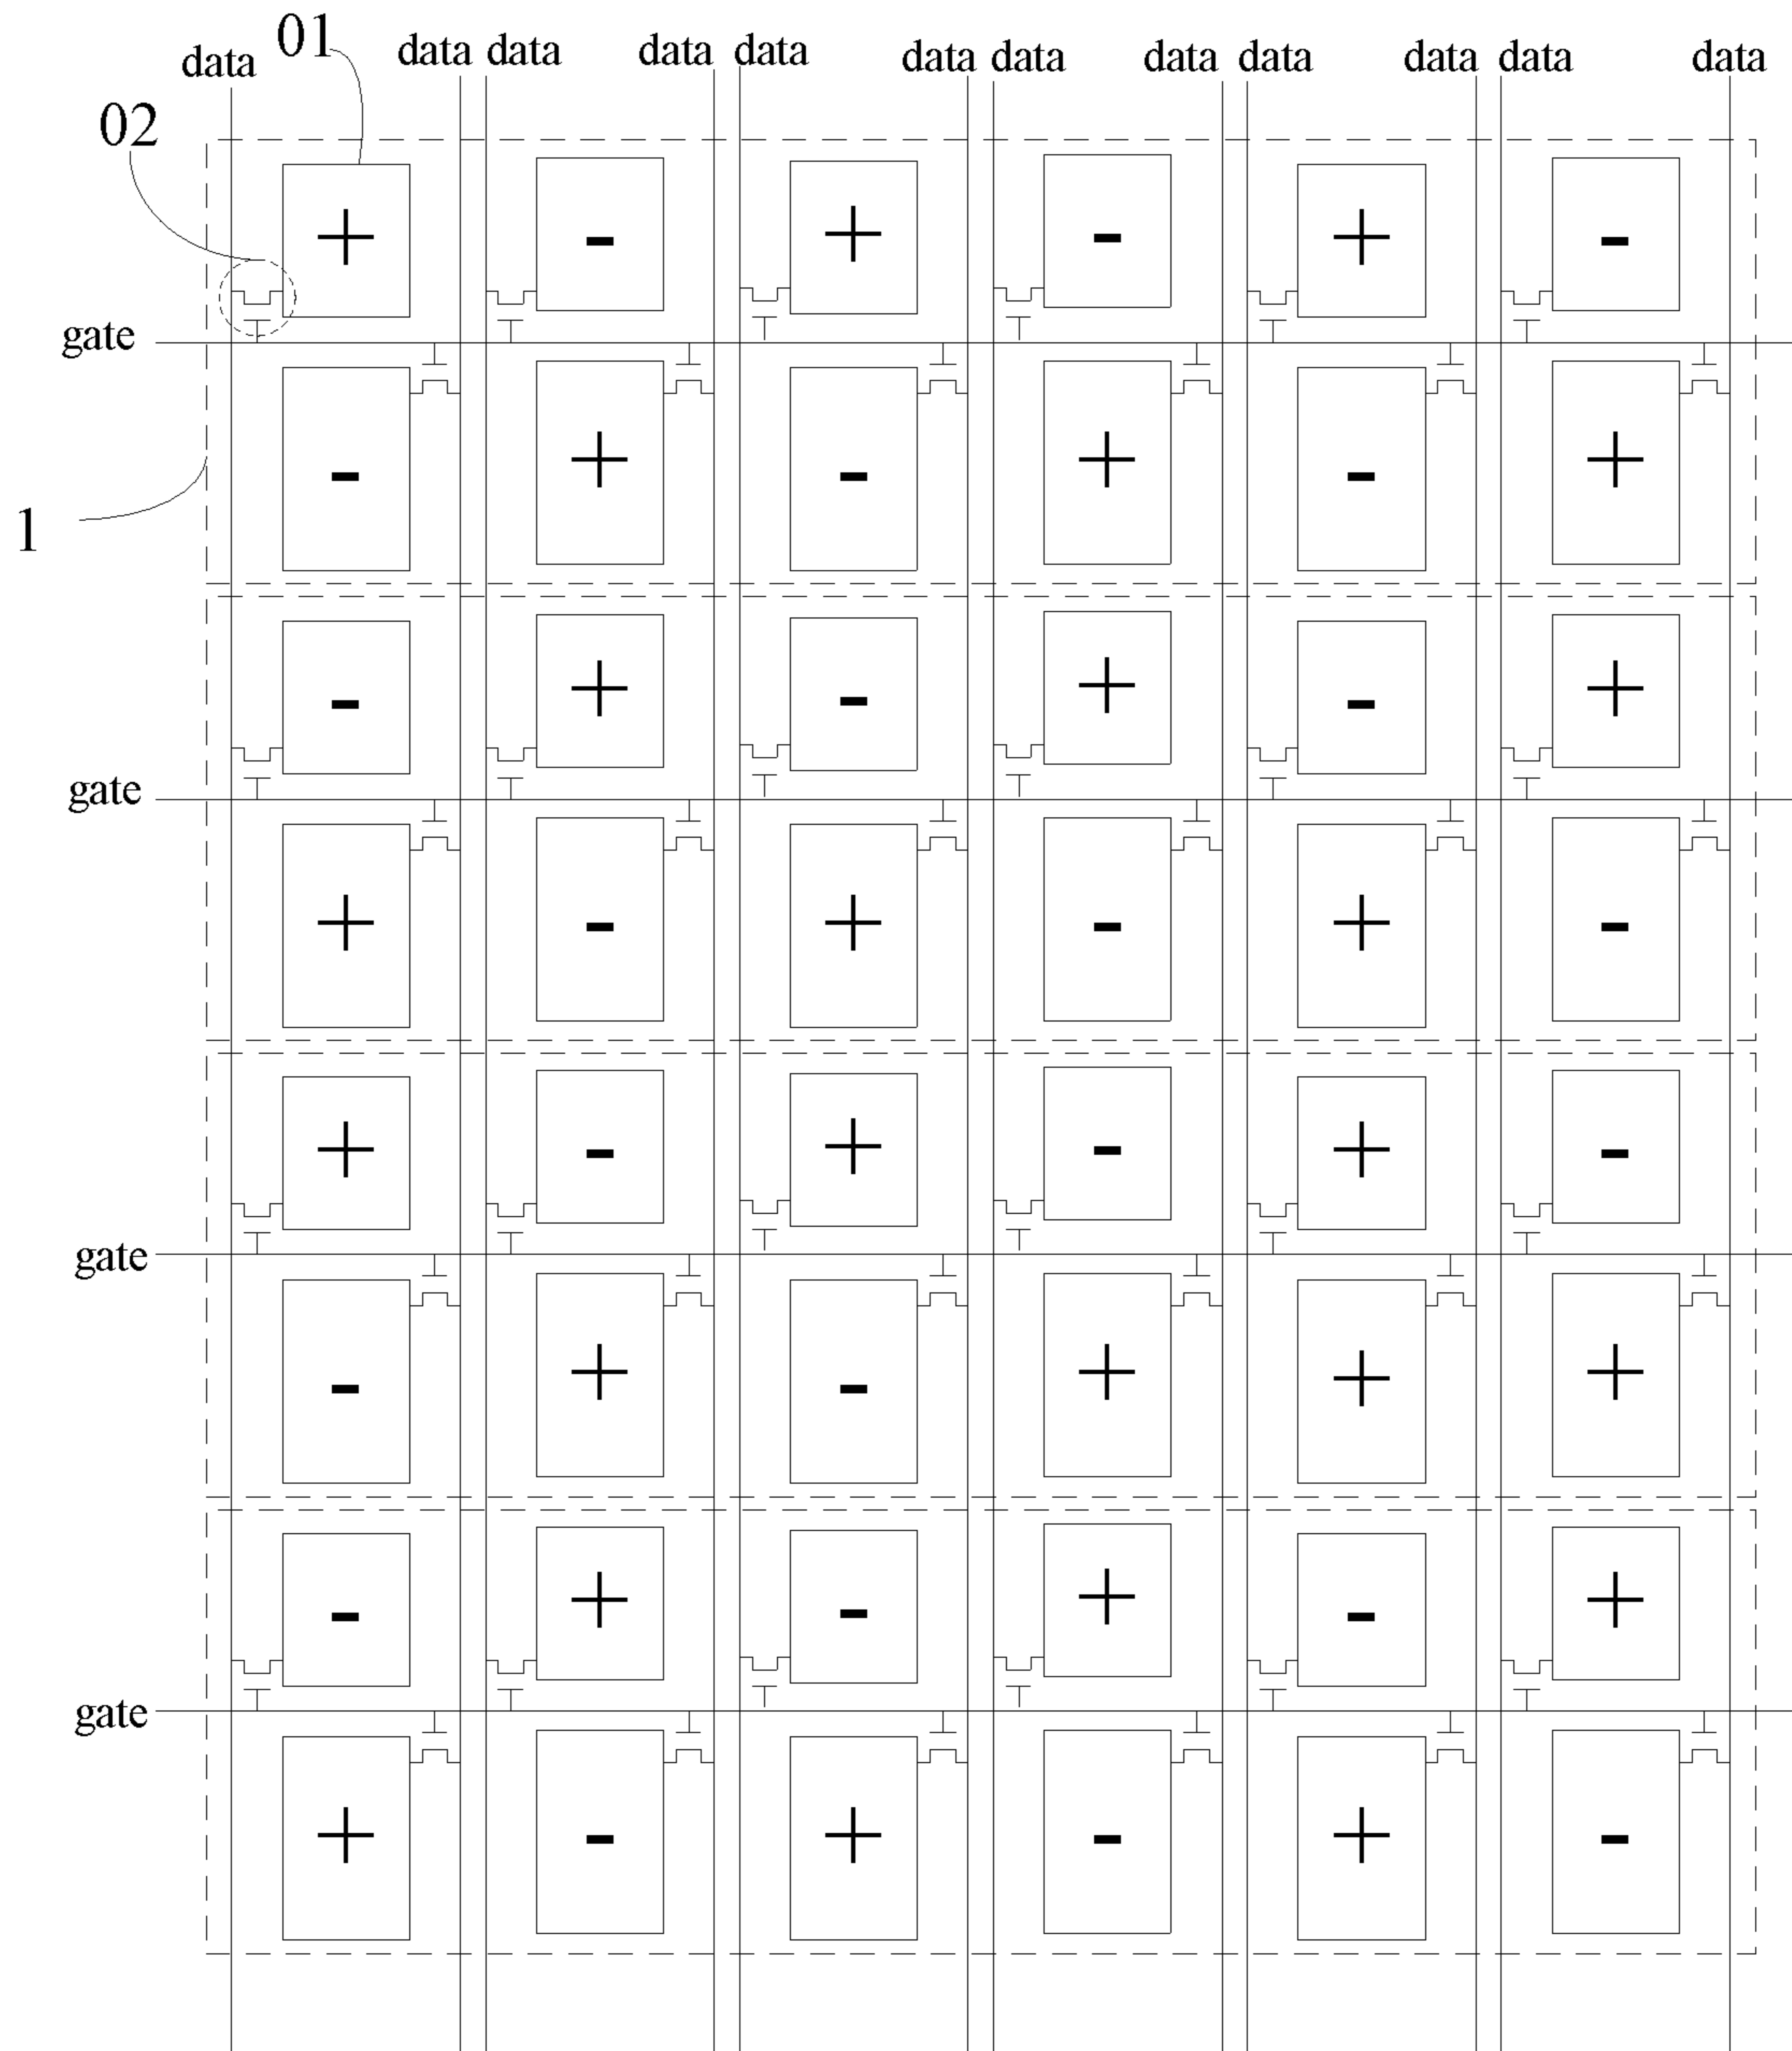 01
data data data data data data data data data data data data
02
+ - + - + -
gate
- + - + - +
1
- + - + - +
gate
+ - + - + -
+ - + - + -
gate
- + - + + +
- + - + - +
gate
+ - + - + -